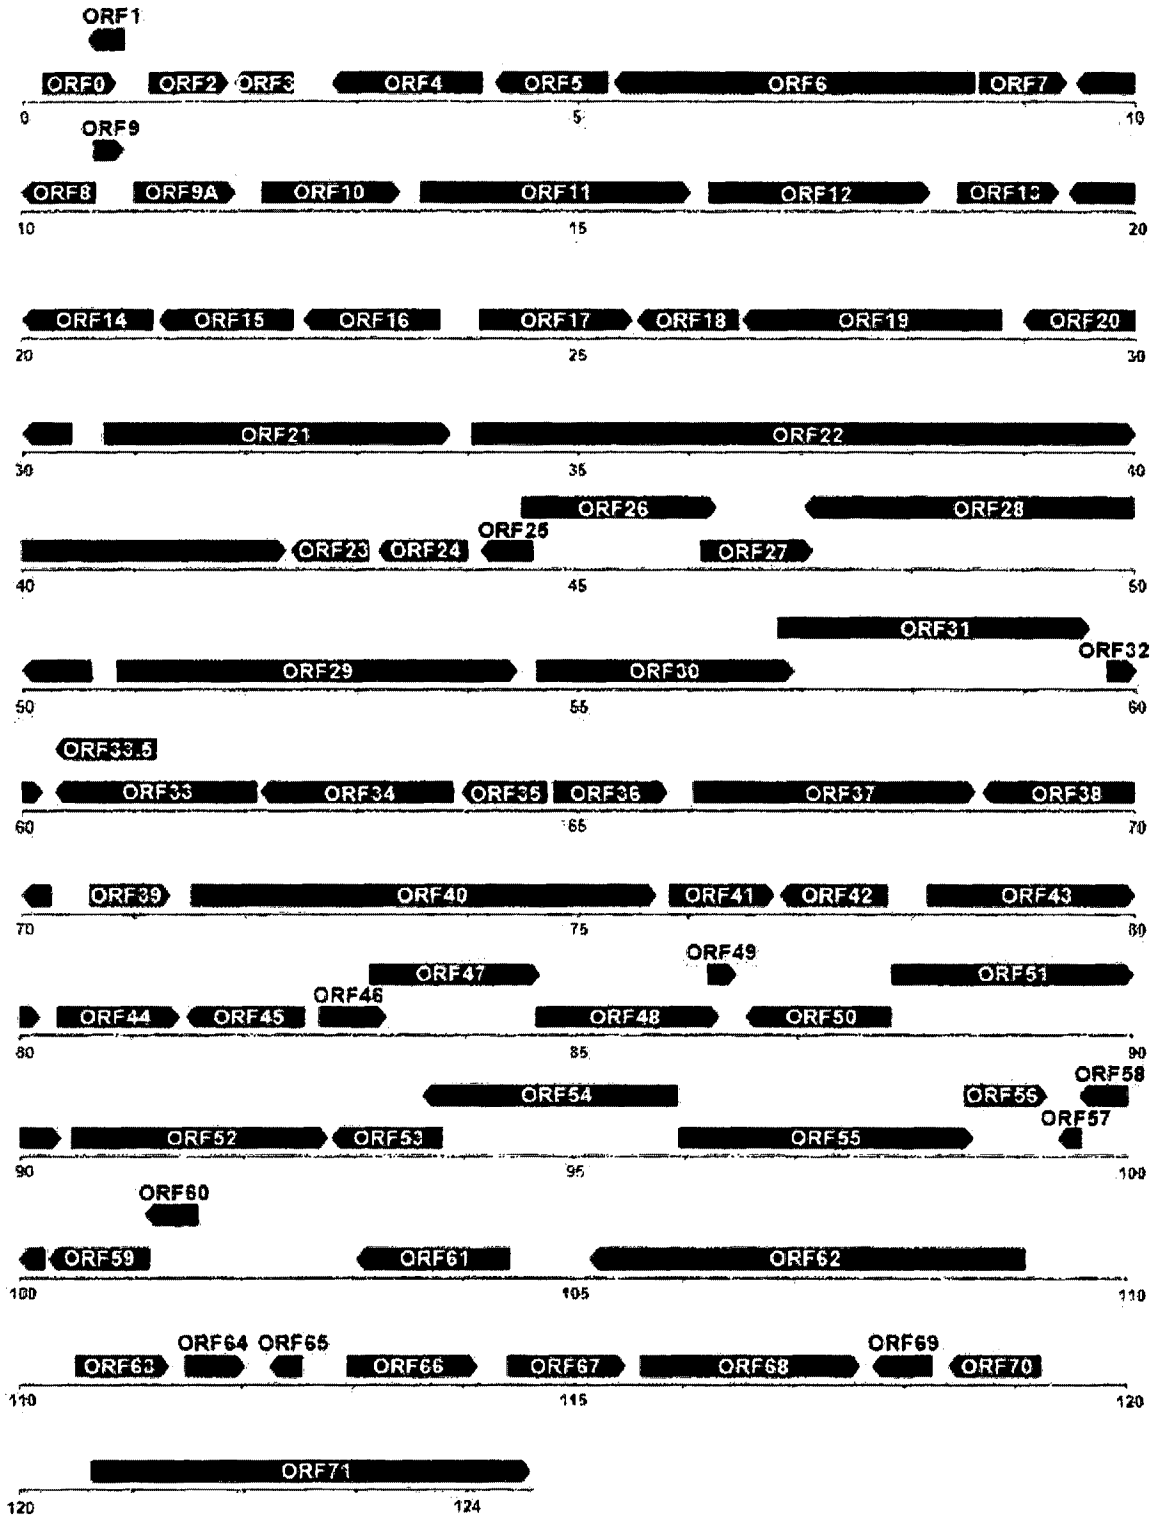 ORF1
ORF0 ORF2 ORF3 ORF4 ORF5 ORF6 ORF7
0 5 10
ORF9
ORF8 ORF9A ORF10 ORF11 ORF12 ORF13
10 15 20
ORF14 ORF15 ORF16 ORF17 ORF18 ORF19 ORF20
20 25 30
ORF21 ORF22
30 35 40
ORF26 ORF28
ORF25
ORF23 ORF24 ORF27
40 45 50
ORF31
ORF32
ORF29 ORF30
50 55 60
ORF33.5
ORF33 ORF34 ORF35 ORF36 ORF37 ORF38
60 65 70
ORF39 ORF40 ORF41 ORF42 ORF43
70 75 80
ORF49
ORF47 ORF51
ORF46
ORF44 ORF45 ORF48 ORF50
80 85 90
ORF58
ORF54 ORF56
ORF57
ORF52 ORF53 ORF55
90 95 100
ORF60
ORF59 ORF61 ORF62
100 105 110
ORF64 ORF65 ORF69
ORF63 ORF66 ORF67 ORF68 ORF70
110 115 120
ORF71
120 124